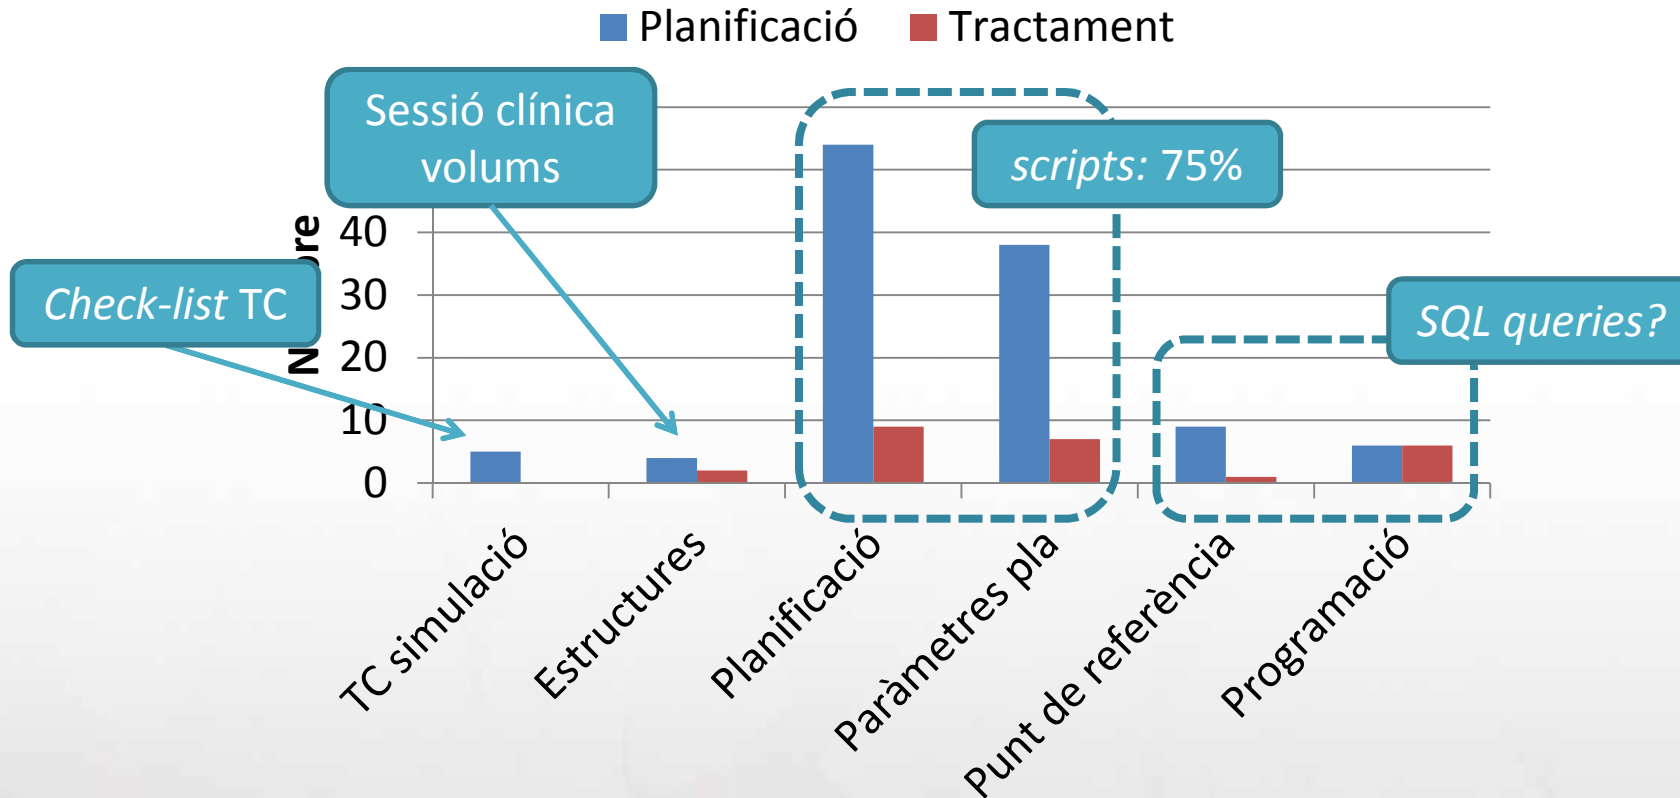 Planificació
Tractament
Sessió clínica
volums
scripts: 75%
40
Check-list TC
30
SQL queries?
20
10
0
TC simulació
Estructures
Planificació
Paràmetres pla
Punt de referència
Programació